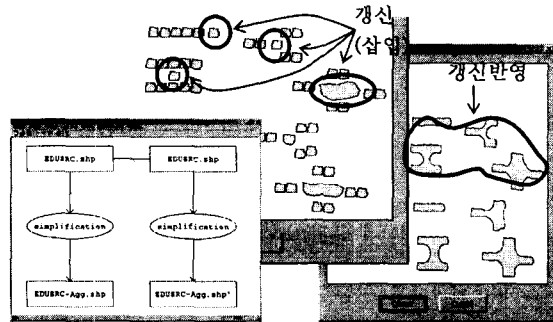 갱신
(삽입)
갱신반영
EDUSRC.shp
EDUSRC.shp
simplification
simplification
EDUSRC-Agg.shp
EDUSRC-Agg.shp'